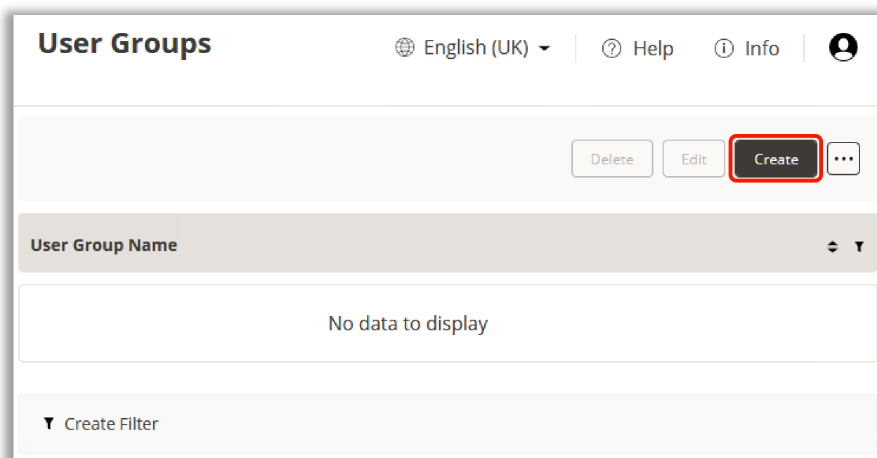 User Groups
English (UK)
Help
Info
Delete
Edit
Create
User Group Name
No data to display
Create Filter